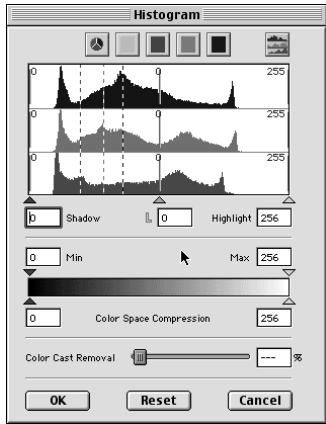 Histogram
0 255
0 255
0 255
0 Shadow L 0 Highlight 256
0 Min Max 256
0 Color Space Compression 256
Color Cast Removal --- %
OK Reset Cancel